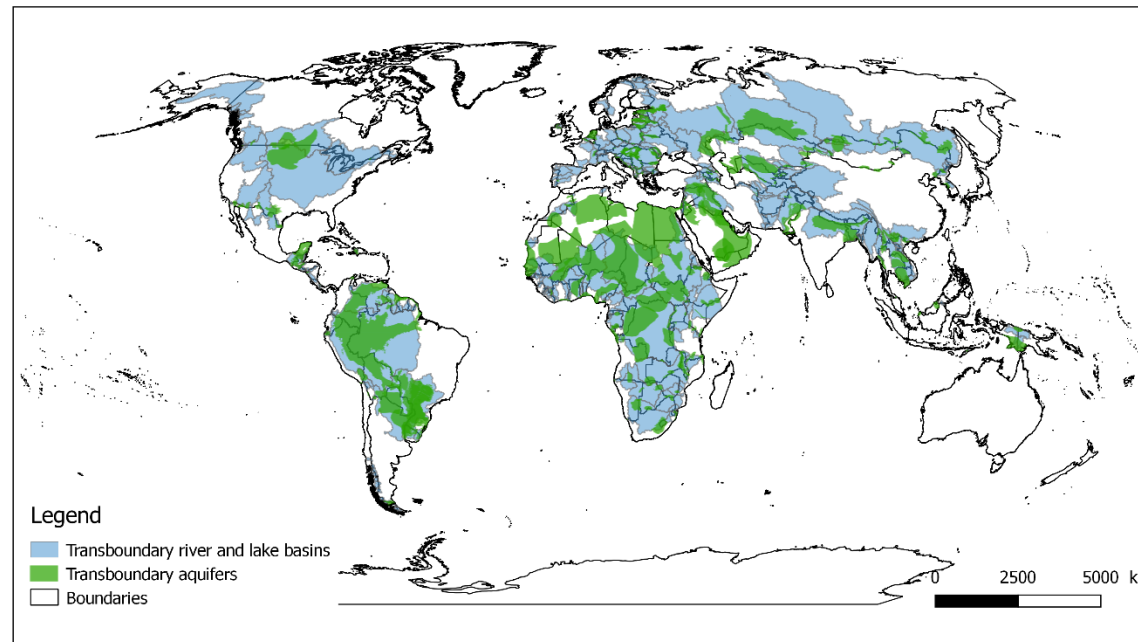 Legend
Transboundary river and lake basins
Transboundary aquifers
Boundaries
0 2500 5000 k